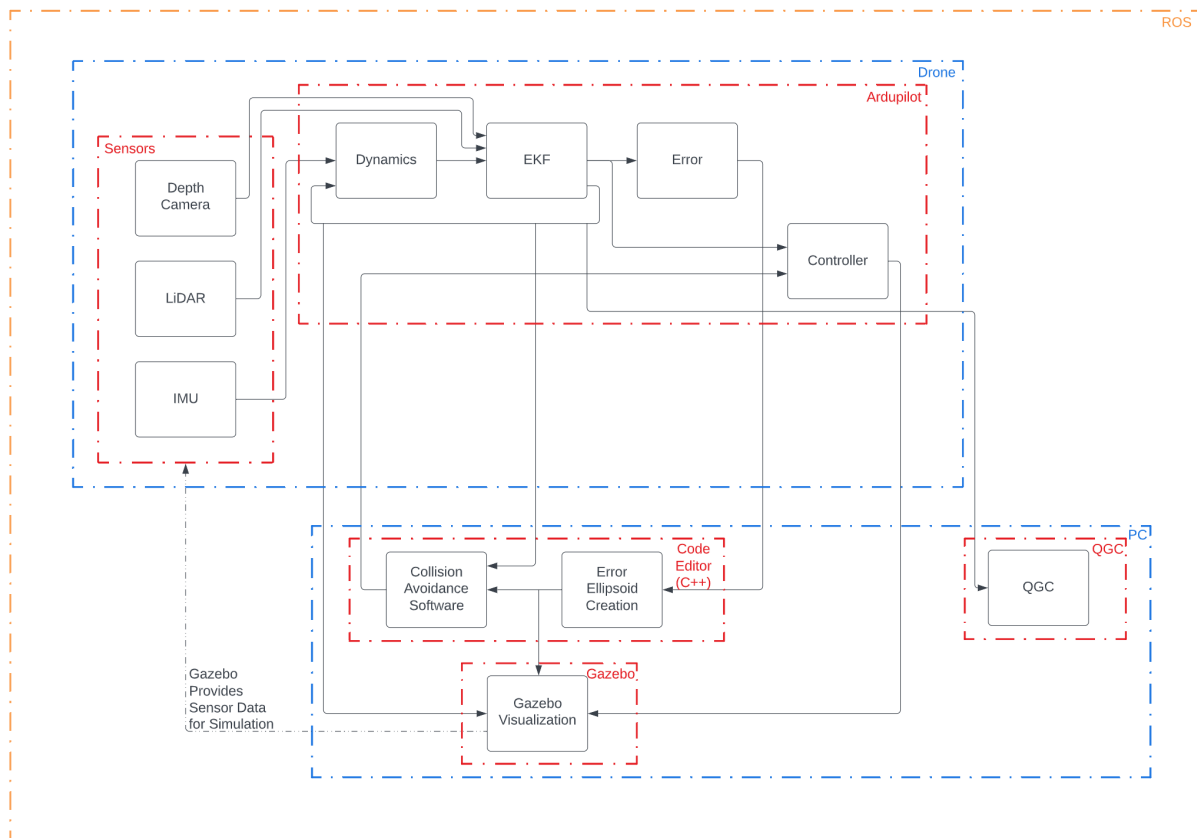 ROS
Drone
Ardupilot
Sensors
Dynamics
EKF
Error
Depth
Camera
Controller
LiDAR
IMU
PC
Code
Editor
(C++)
QGC
Collision
Avoidance
Software
Error
Ellipsoid
Creation
QGC
Gazebo
Provides
Sensor Data
for Simulation
Gazebo
Gazebo
Visualization